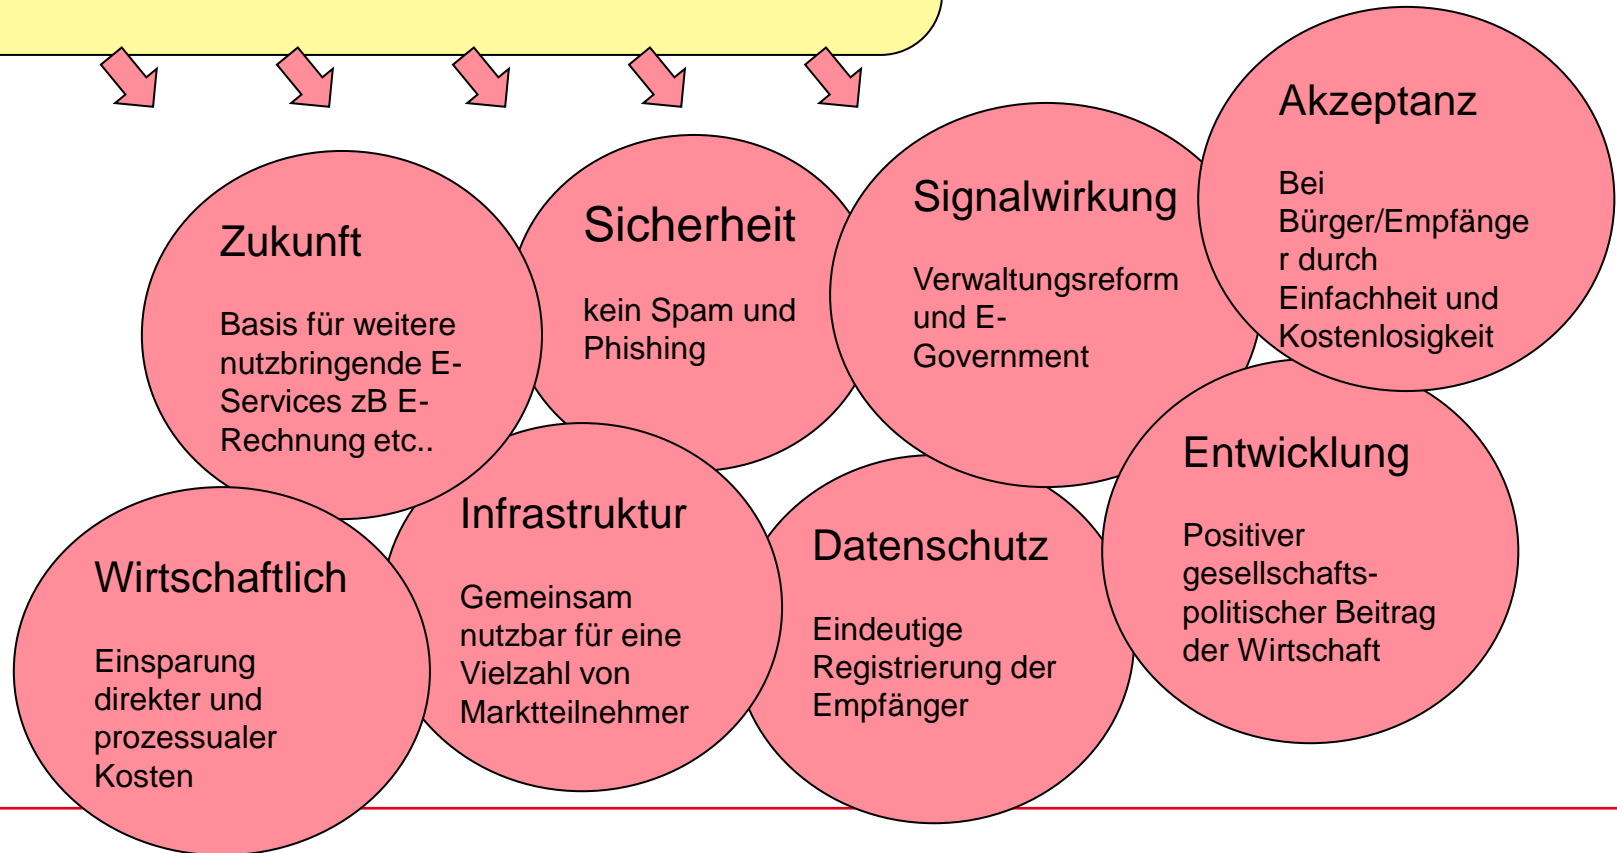 Zukunft
Basis für weitere
nutzbringende E-
Services zB E-
Rechnung etc..
Sicherheit
kein Spam und
Phishing
Signalwirkung
Verwaltungsreform
und E-
Government
Akzeptanz
Bei
Bürger/Empfänge
r durch
Einfachheit und
Kostenlosigkeit
Wirtschaftlich
Einsparung
direkter und
prozessualer
Kosten
Infrastruktur
Gemeinsam
nutzbar für eine
Vielzahl von
Marktteilnehmer
Datenschutz
Eindeutige
Registrierung der
Empfänger
Entwicklung
Positiver
gesellschafts-
politischer Beitrag
der Wirtschaft